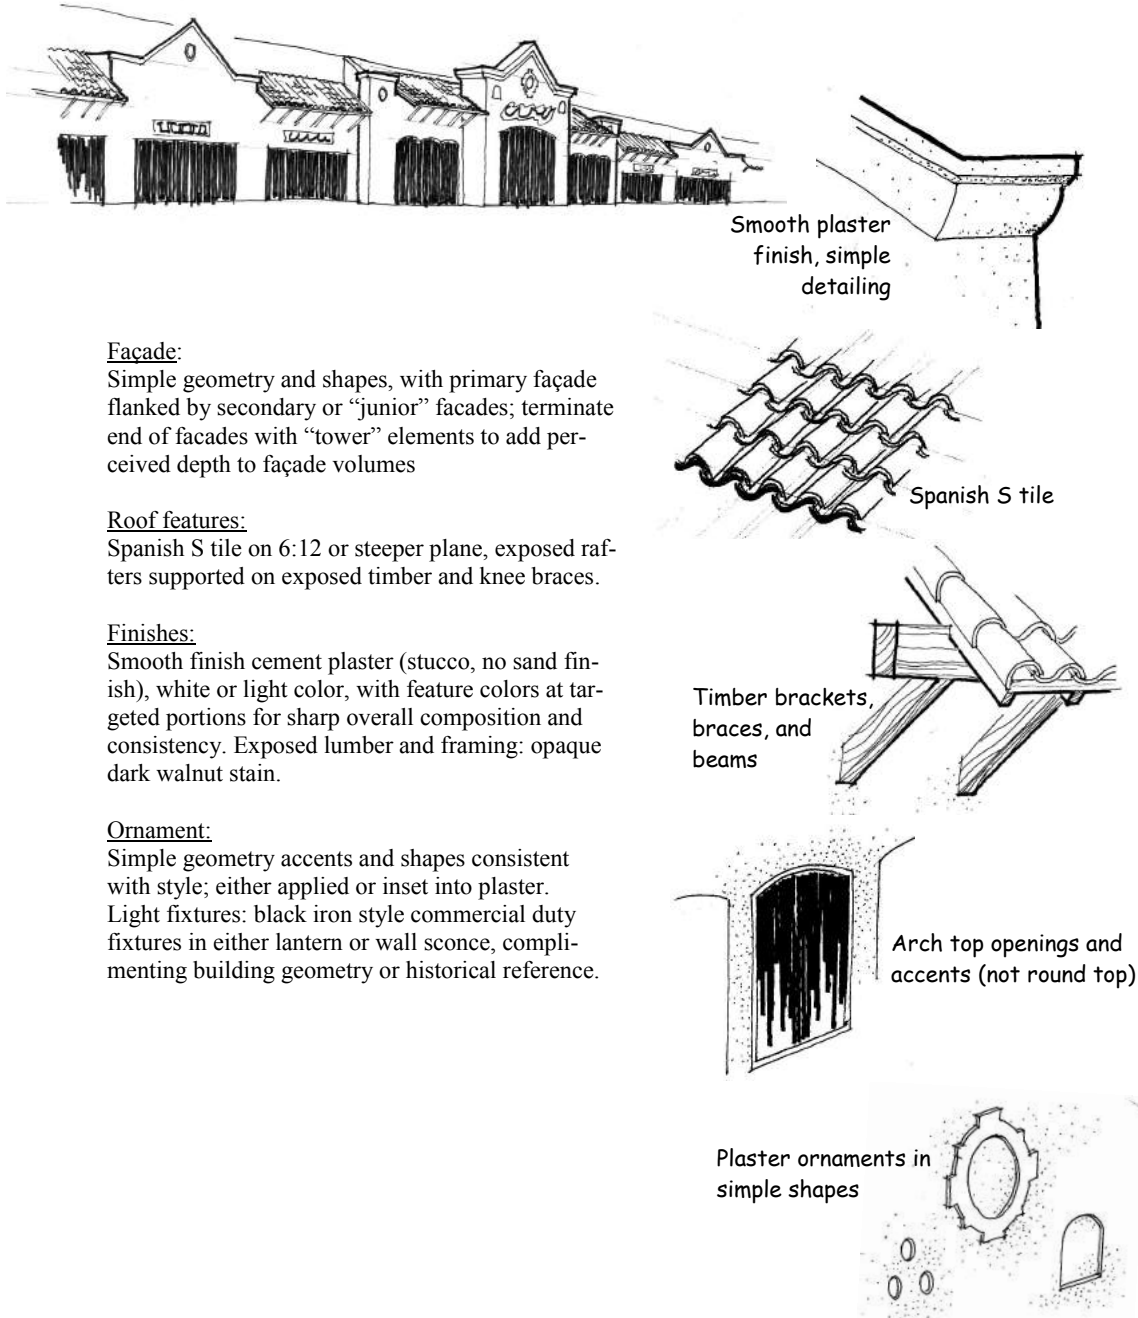 Smooth plaster
finish, simple
detailing
Façade:
Simple geometry and shapes, with primary façade
flanked by secondary or “junior” facades; terminate
end of facades with “tower” elements to add per-
ceived depth to façade volumes
Roof features:
Spanish S tile on 6:12 or steeper plane, exposed raf-
ters supported on exposed timber and knee braces.
Finishes:
Smooth finish cement plaster (stucco, no sand fin-
ish), white or light color, with feature colors at tar-
geted portions for sharp overall composition and
consistency. Exposed lumber and framing: opaque
dark walnut stain.
Ornament:
Simple geometry accents and shapes consistent
with style; either applied or inset into plaster.
Light fixtures: black iron style commercial duty
fixtures in either lantern or wall sconce, compli-
menting building geometry or historical reference.
Spanish S tile
Timber brackets,
braces, and
beams
Arch top openings and
accents (not round top)
Plaster ornaments in
simple shapes